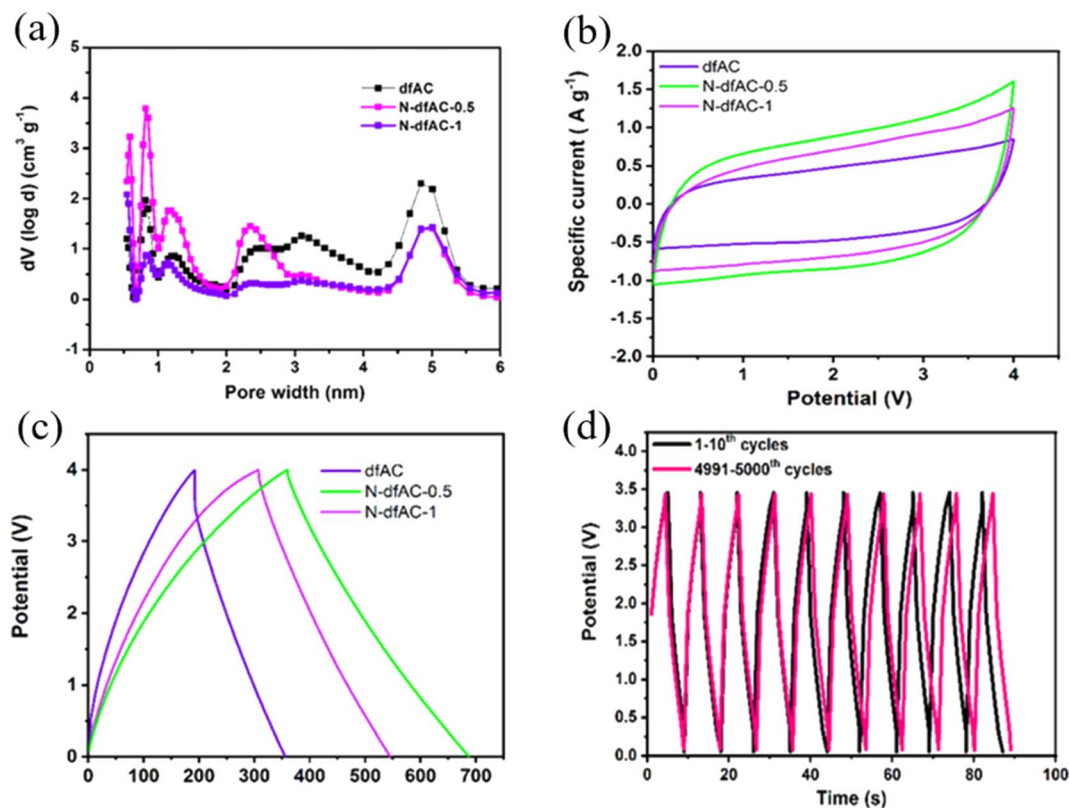 (a)
5
4
3
2
1
0
-1
dV (log d) (cm³ g⁻¹)
dfAC
N-dfAC-0.5
N-dfAC-1
0 1 2 3 4 5 6
Pore width (nm)
(b)
2.0
1.5
1.0
0.5
0.0
-0.5
-1.0
-1.5
-2.0
Specific current ( A g⁻¹)
dfAC
N-dfAC-0.5
N-dfAC-1
0 1 2 3 4
Potential (V)
(c)
4
3
2
1
0
Potential (V)
dfAC
N-dfAC-0.5
N-dfAC-1
0 100 200 300 400 500 600 700
(d)
4.0
3.5
3.0
2.5
2.0
1.5
1.0
0.5
0.0
Potential (V)
1-10th cycles
4991-5000th cycles
0 20 40 60 80 100
Time (s)